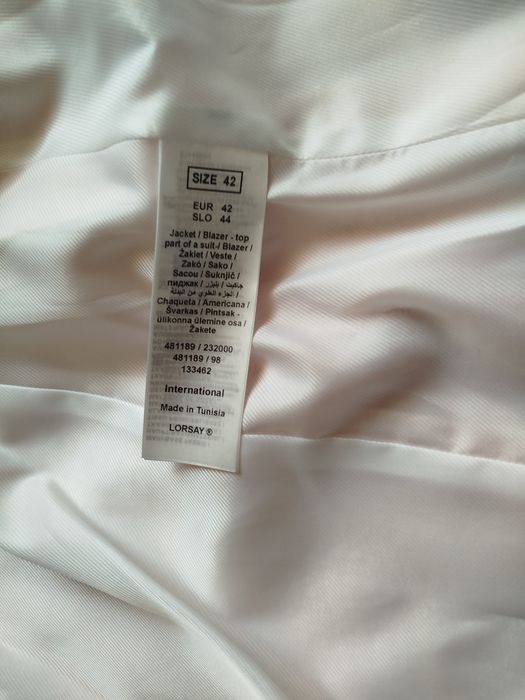 SIZE 42
EUR 42
SLO 44
Jacket / Blazer - top
part of a suit-/ Blazer /
Žakiet / Veste /
Zakó / Sako /
Sacou / Suknjič /
пиджак / جاكيت / بليزر
الجزء العلوي من البدلة /
Chaqueta / Americana /
Švarkas / Pintsak -
ülikonna ülemine osa /
Žakete
481189 / 232000
481189 / 98
133462
International
Made in Tunisia
LORSAY ®